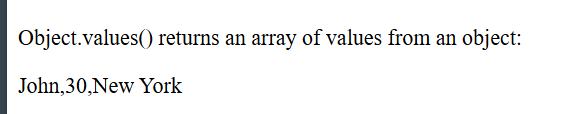 Object.values() returns an array of values from an object:
John,30,New York